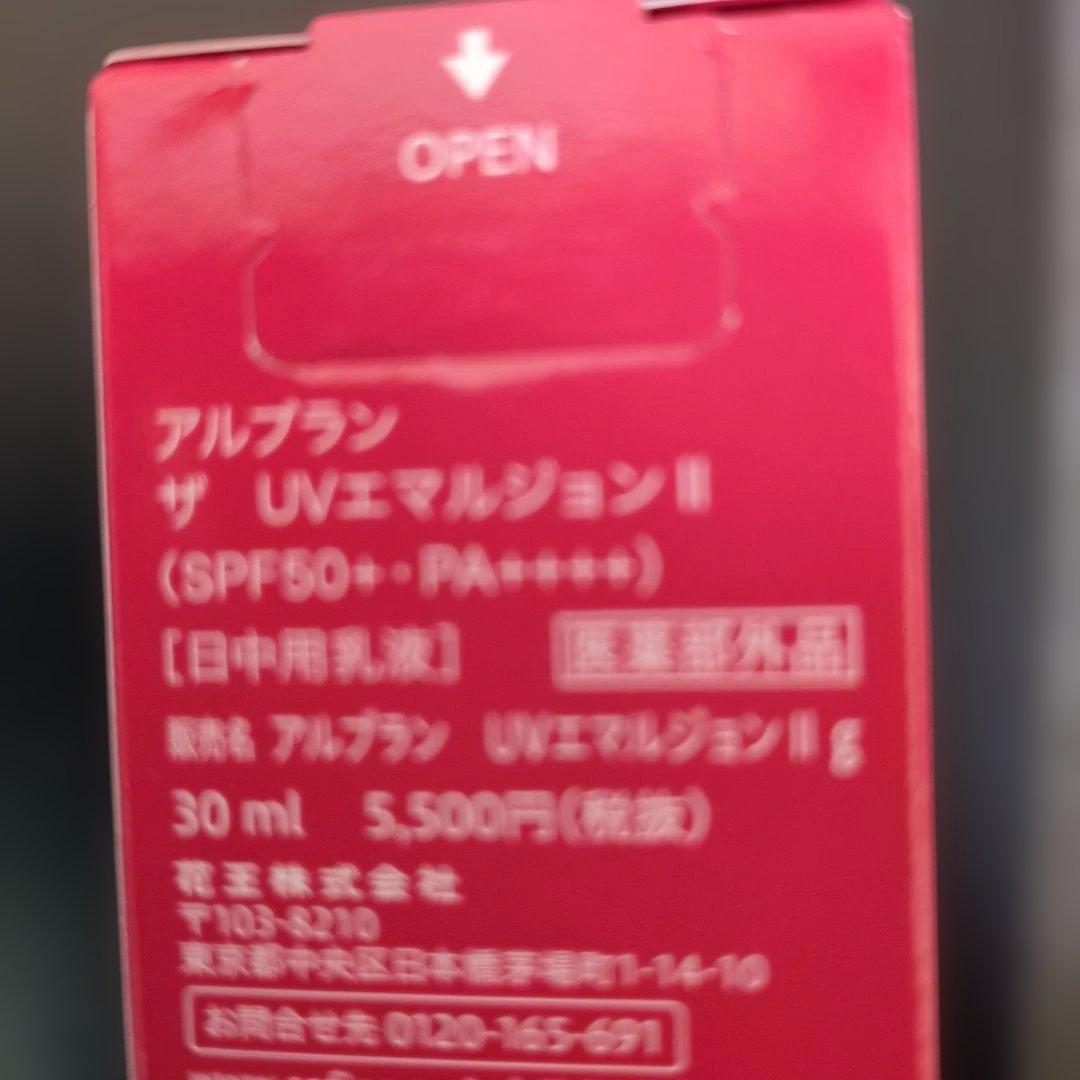 OPEN
アルブラン
ザ UVエマルジョンⅡ
(SPF50+・PA++++)
[日中用乳液] 医薬部外品
販売名 アルブラン UVエマルジョンⅡg
30 ml 5,500円(税抜)
花王株式会社
〒103-8210
東京都中央区日本橋茅場町1-14-10
お問合せ先 0120-165-691